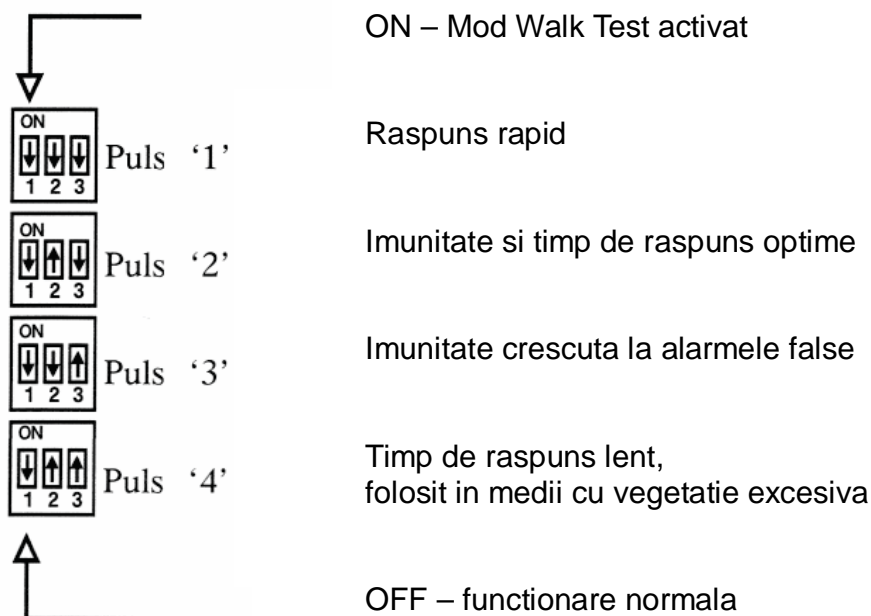 ON – Mod Walk Test activat
ON
1 2 3
Puls ‘1’
Raspuns rapid
ON
1 2 3
Puls ‘2’
Imunitate si timp de raspuns optime
ON
1 2 3
Puls ‘3’
Imunitate crescuta la alarmele false
ON
1 2 3
Puls ‘4’
Timp de raspuns lent,
folosit in medii cu vegetatie excesiva
OFF – functionare normala